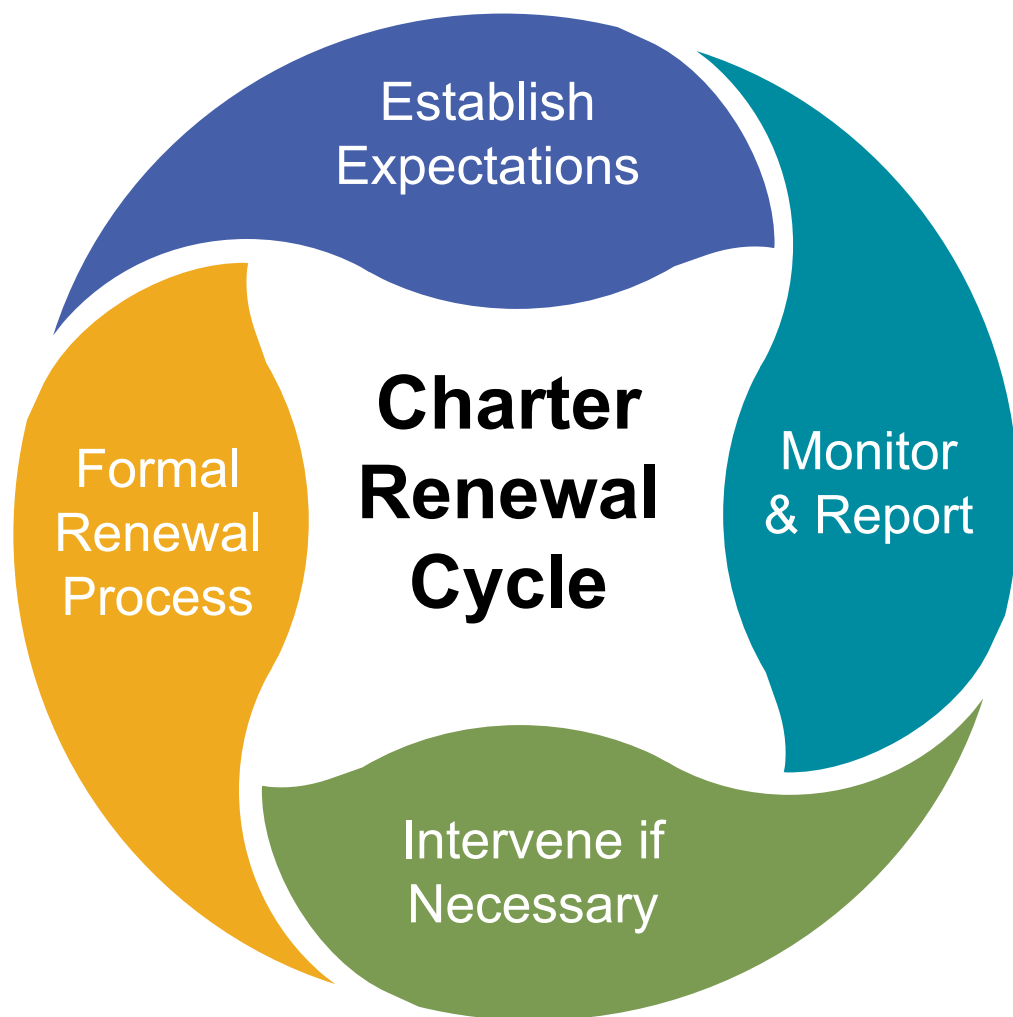 Establish
Expectations
Monitor
& Report
Intervene if
Necessary
Formal
Renewal
Process
Charter
Renewal
Cycle